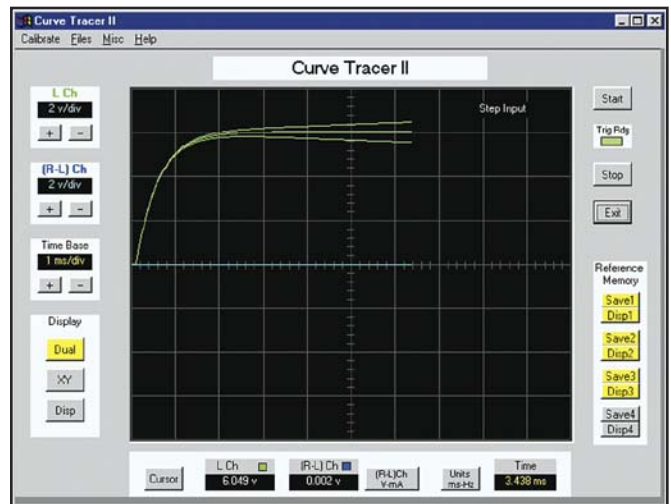 Curve Tracer II
Calibrate Files Misc Help
Curve Tracer II
L Ch
2 v/div
+ -
(R-L) Ch
2 v/div
+ -
Time Base
1 ms/div
+ -
Display
Dual
XY
Disp
Step Input
Start
Trig Rdy
Stop
Exit
Reference
Memory
Save1
Disp1
Save2
Disp2
Save3
Disp3
Save4
Disp4
Cursor
L Ch
6.049 v
(R-L) Ch
0.002 v
(R-L)Ch
V-mA
Units
ms-Hz
Time
3.438 ms